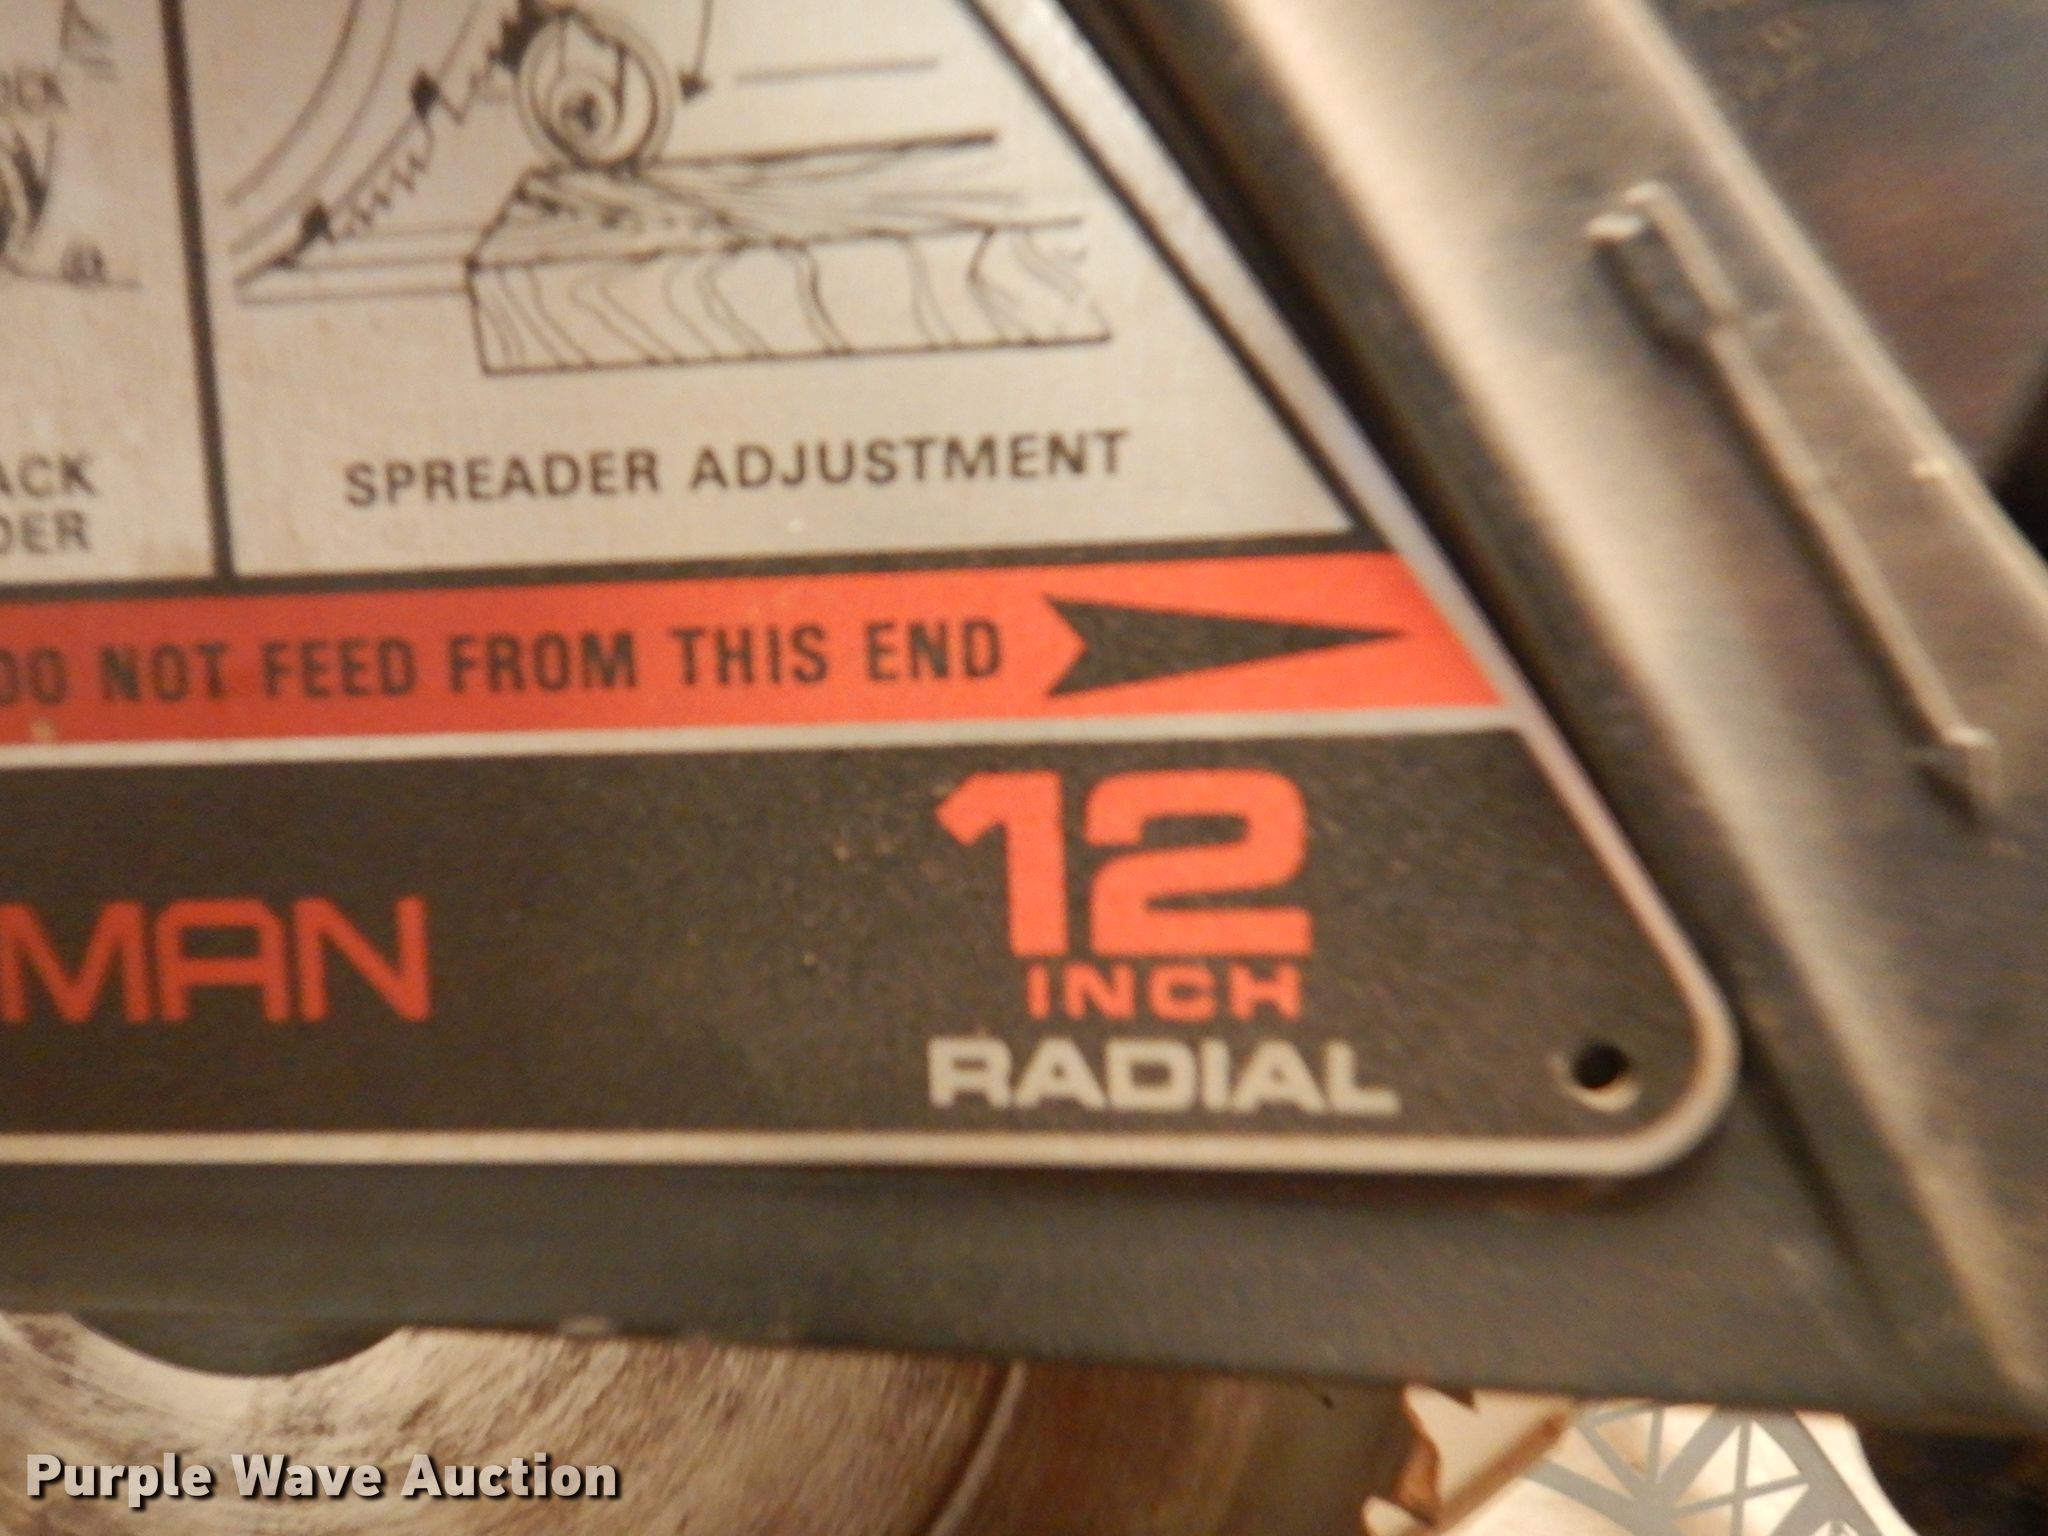 ACK
DER
SPREADER ADJUSTMENT
DO NOT FEED FROM THIS END
MAN
12
INCH
RADIAL
Purple Wave Auction